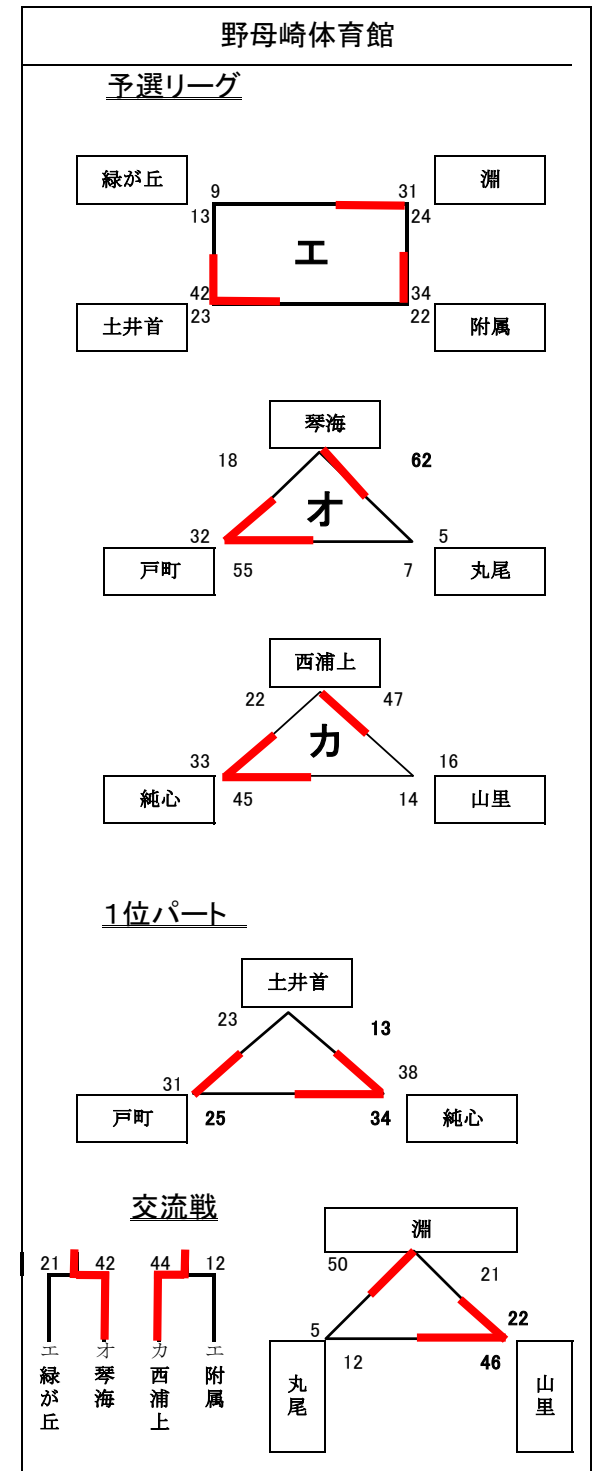 野母崎体育館
予選リーグ
緑が丘 9 31 淵
13 24
エ
42 34
土井首 23 22 附属
琴海
18 62
オ
32 5
戸町 55 7 丸尾
西浦上
22 47
カ
33 16
純心 45 14 山里
1位パート
土井首
23 13
31 38
戸町 25 34 純心
交流戦
21 42 44 12
エ緑が丘
オ琴海
カ西浦上
エ附属
淵
50 21
5 22
12 46
丸尾
山里